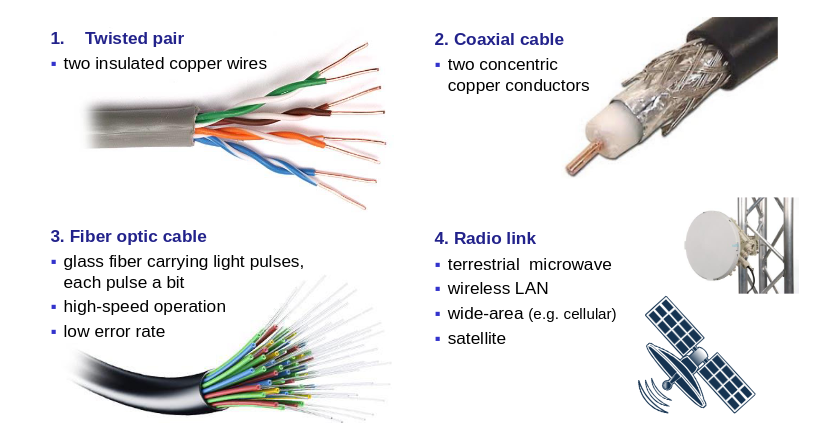 1. Twisted pair
▪ two insulated copper wires
2. Coaxial cable
▪ two concentric
copper conductors
3. Fiber optic cable
▪ glass fiber carrying light pulses,
each pulse a bit
▪ high-speed operation
▪ low error rate
4. Radio link
▪ terrestrial microwave
▪ wireless LAN
▪ wide-area (e.g. cellular)
▪ satellite